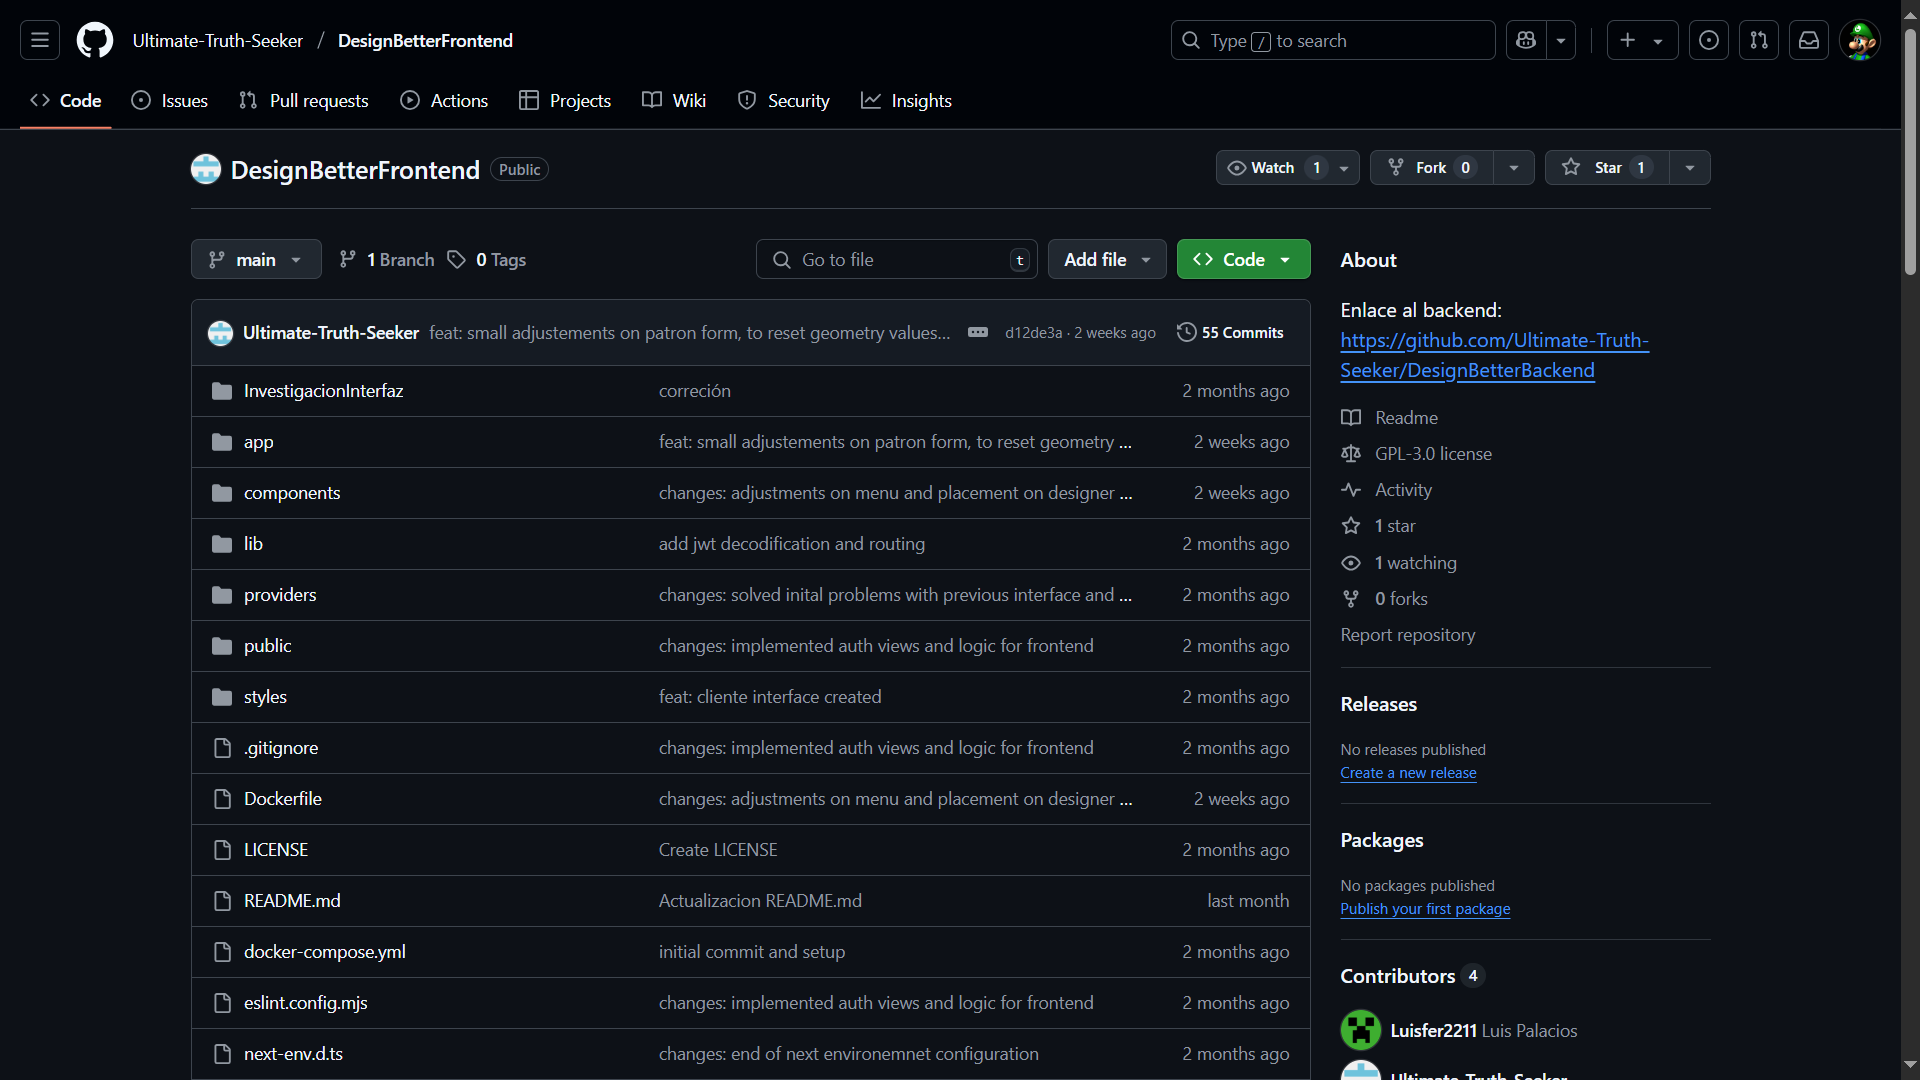 Ultimate-Truth-Seeker / DesignBetterFrontend
Type / to search
Code
Issues
Pull requests
Actions
Projects
Wiki
Security
Insights
DesignBetterFrontend Public
Watch 1
Fork 0
Star 1
main
1 Branch
0 Tags
Go to file t
Add file
Code
Ultimate-Truth-Seeker feat: small adjustements on patron form, to reset geometry values... d12de3a · 2 weeks ago 55 Commits
InvestigacionInterfaz correción 2 months ago
app feat: small adjustements on patron form, to reset geometry ... 2 weeks ago
components changes: adjustments on menu and placement on designer ... 2 weeks ago
lib add jwt decodification and routing 2 months ago
providers changes: solved inital problems with previous interface and ... 2 months ago
public changes: implemented auth views and logic for frontend 2 months ago
styles feat: cliente interface created 2 months ago
.gitignore changes: implemented auth views and logic for frontend 2 months ago
Dockerfile changes: adjustments on menu and placement on designer ... 2 weeks ago
LICENSE Create LICENSE 2 months ago
README.md Actualizacion README.md last month
docker-compose.yml initial commit and setup 2 months ago
eslint.config.mjs changes: implemented auth views and logic for frontend 2 months ago
next-env.d.ts changes: end of next environemnet configuration 2 months ago
About
Enlace al backend:
https://github.com/Ultimate-Truth-
Seeker/DesignBetterBackend
Readme
GPL-3.0 license
Activity
1 star
1 watching
0 forks
Report repository
Releases
No releases published
Create a new release
Packages
No packages published
Publish your first package
Contributors 4
Luisfer2211 Luis Palacios
Ultimate-Truth-Seeker